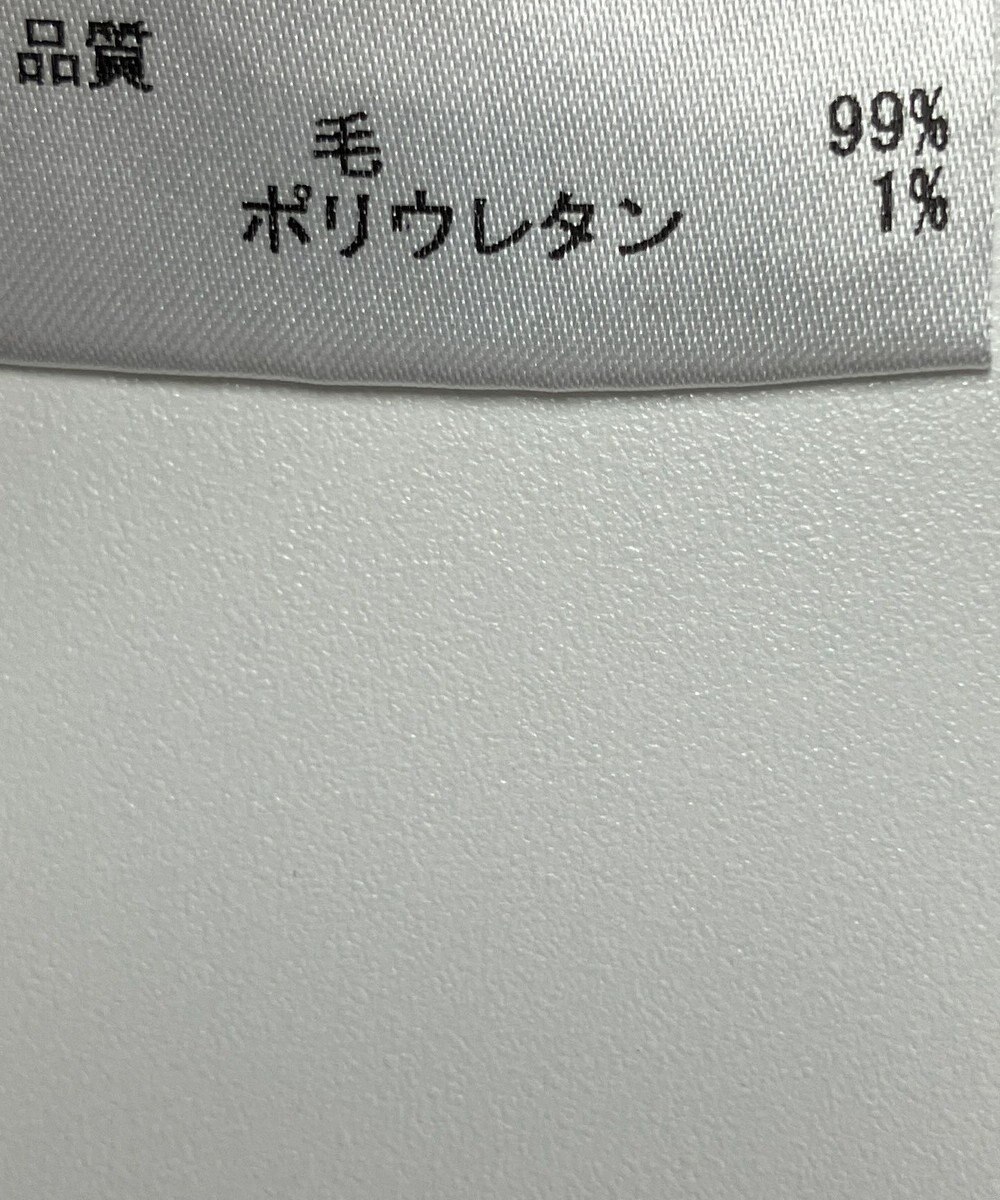 品質
毛 99%
ポリウレタン 1%